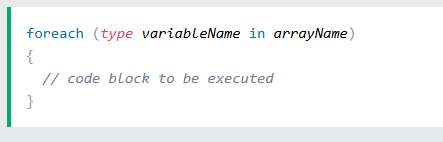 foreach (type variableName in arrayName)
{
  // code block to be executed
}